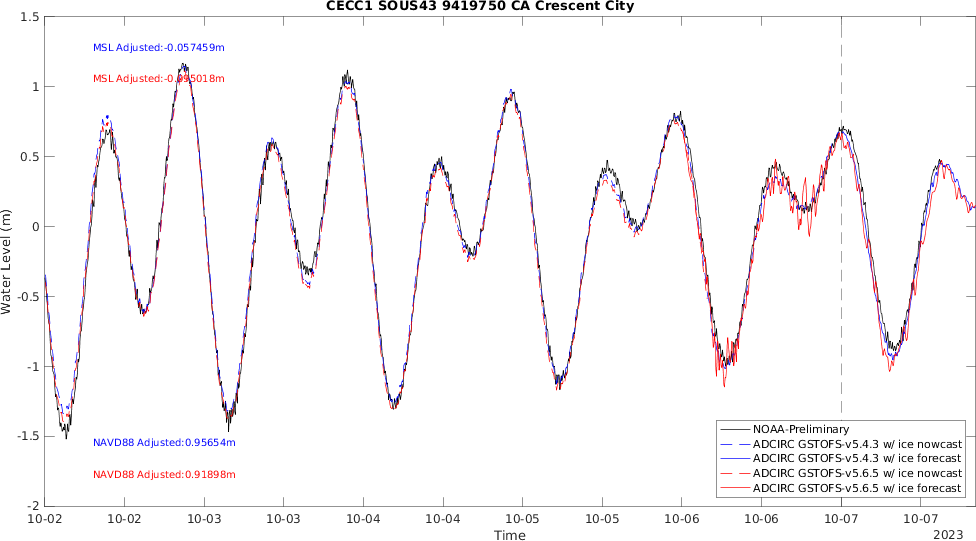 CECC1 SOUS43 9419750 CA Crescent City
1.5
1
0.5
0
-0.5
-1
-1.5
-2
Water Level (m)
MSL Adjusted:-0.057459m
MSL Adjusted:-0.095018m
NAVD88 Adjusted:0.95654m
NAVD88 Adjusted:0.91898m
NOAA-Preliminary
ADCIRC GSTOFS-v5.4.3 w/ ice nowcast
ADCIRC GSTOFS-v5.4.3 w/ ice forecast
ADCIRC GSTOFS-v5.6.5 w/ ice nowcast
ADCIRC GSTOFS-v5.6.5 w/ ice forecast
10-02 10-02 10-03 10-03 10-04 10-04 10-05 10-05 10-06 10-06 10-07 10-07
Time
2023